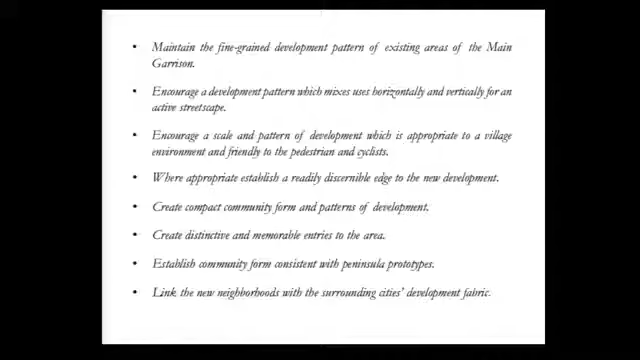 • Maintain the fine-grained development pattern of existing areas of the Main
Garrison.
• Encourage a development pattern which mixes uses horizontally and vertically for an
active streetscape.
• Encourage a scale and pattern of development which is appropriate to a village
environment and friendly to the pedestrian and cyclists.
• Where appropriate establish a readily discernible edge to the new development.
• Create compact community form and patterns of development.
• Create distinctive and memorable entries to the area.
• Establish community form consistent with peninsula prototypes.
• Link the new neighborhoods with the surrounding cities' development fabric.